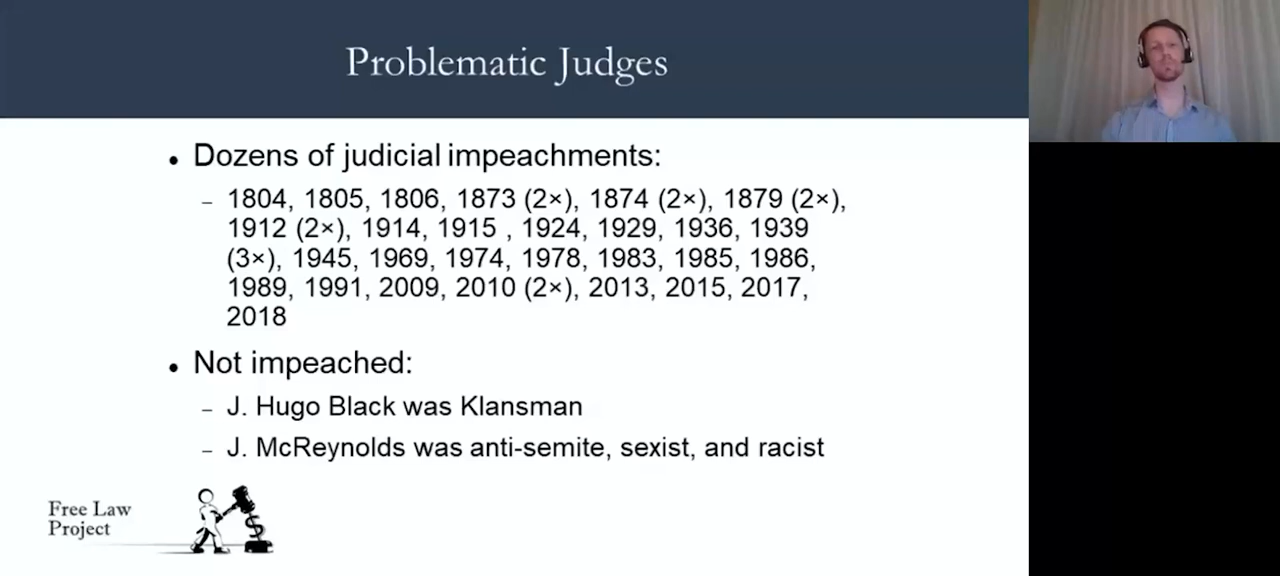 Problematic Judges
• Dozens of judicial impeachments:
– 1804, 1805, 1806, 1873 (2×), 1874 (2×), 1879 (2×),
1912 (2×), 1914, 1915 , 1924, 1929, 1936, 1939
(3×), 1945, 1969, 1974, 1978, 1983, 1985, 1986,
1989, 1991, 2009, 2010 (2×), 2013, 2015, 2017,
2018
• Not impeached:
– J. Hugo Black was Klansman
– J. McReynolds was anti-semite, sexist, and racist
Free Law
Project
$